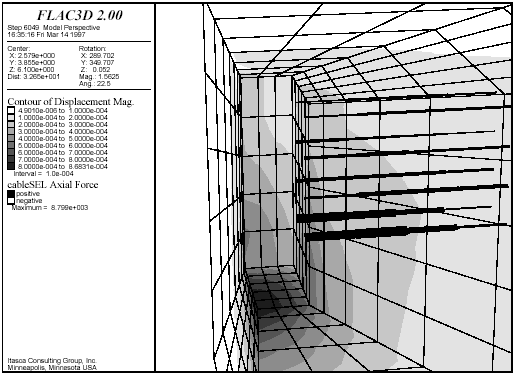 FLAC3D 2.00
Step 6049 Model Perspective
16:35:16 Fri Mar 14 1997
Center: Rotation:
X: 2.579e+000 X: 289.702
Y: 3.855e+000 Y: 349.707
Z: 6.100e+000 Z: 0.052
Dist: 3.265e+001 Mag.: 1.5625
Ang.: 22.5
Contour of Displacement Mag.
4.9010e-006 to 1.0000e-004
1.0000e-004 to 2.0000e-004
2.0000e-004 to 3.0000e-004
3.0000e-004 to 4.0000e-004
4.0000e-004 to 5.0000e-004
5.0000e-004 to 6.0000e-004
6.0000e-004 to 7.0000e-004
7.0000e-004 to 8.0000e-004
8.0000e-004 to 8.6831e-004
Interval = 1.0e-004
cableSEL Axial Force
positive
negative
Maximum = 8.799e+003
Itasca Consulting Group, Inc.
Minneapolis, Minnesota USA